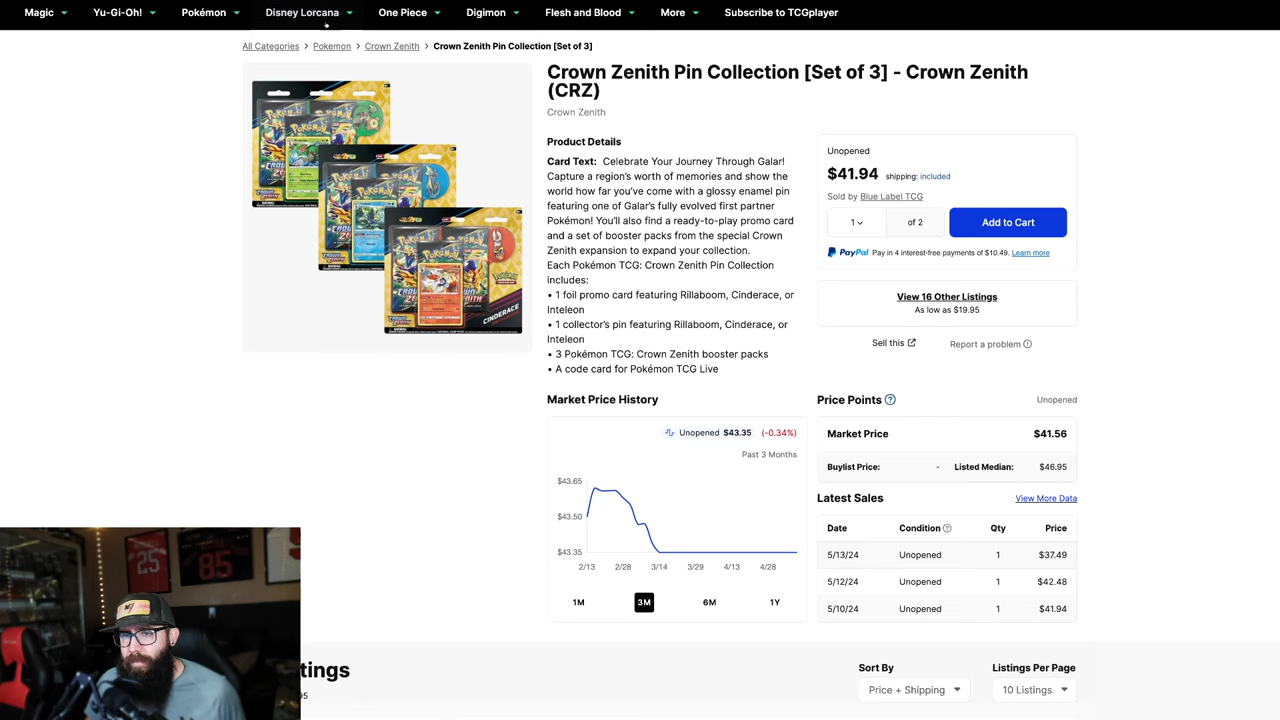 Magic Yu-Gi-Oh! Pokémon Disney Lorcana One Piece Digimon Flesh and Blood More Subscribe to TCGplayer
All Categories > Pokemon > Crown Zenith > Crown Zenith Pin Collection [Set of 3]
Crown Zenith Pin Collection [Set of 3] - Crown Zenith
(CRZ)
Crown Zenith
Product Details
Card Text: Celebrate Your Journey Through Galar!
Capture a region's worth of memories and show the
world how far you've come with a glossy enamel pin
featuring one of Galar's fully evolved first partner
Pokémon! You'll also find a ready-to-play promo card
and a set of booster packs from the special Crown
Zenith expansion to expand your collection.
Each Pokémon TCG: Crown Zenith Pin Collection
includes:
• 1 foil promo card featuring Rillaboom, Cinderace, or
Inteleon
• 1 collector's pin featuring Rillaboom, Cinderace, or
Inteleon
• 3 Pokémon TCG: Crown Zenith booster packs
• A code card for Pokémon TCG Live
Unopened
$41.94 shipping: included
Sold by Blue Label TCG
1 of 2 Add to Cart
PayPal Pay in 4 interest-free payments of $10.49. Learn more
View 16 Other Listings
As low as $19.95
Sell this Report a problem
Market Price History
Unopened $43.35 (-0.34%)
Past 3 Months
$43.65
$43.50
$43.35
2/13 2/28 3/14 3/29 4/13 4/28
1M 3M 6M 1Y
Price Points Unopened
Market Price $41.56
Buylist Price: - Listed Median: $46.95
Latest Sales View More Data
Date Condition Qty Price
5/13/24 Unopened 1 $37.49
5/12/24 Unopened 1 $42.48
5/10/24 Unopened 1 $41.94
tings
95
Sort By Listings Per Page
Price + Shipping 10 Listings
CINDERACE
POKÉMON
25
85